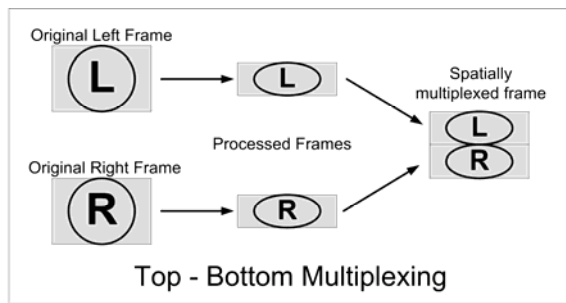 Original Left Frame
L
L
Spatially
multiplexed frame
L
R
Processed Frames
Original Right Frame
R
R
Top - Bottom Multiplexing